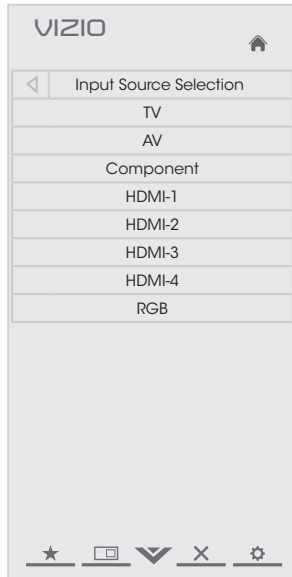 VIZIO
Input Source Selection
TV
AV
Component
HDMI-1
HDMI-2
HDMI-3
HDMI-4
RGB